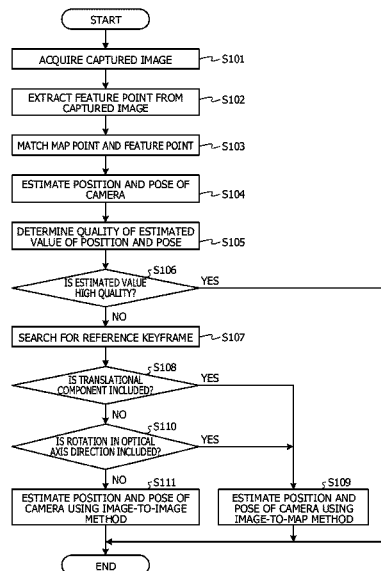 START
ACQUIRE CAPTURED IMAGE
S101
EXTRACT FEATURE POINT FROM
CAPTURED IMAGE
S102
MATCH MAP POINT AND FEATURE POINT
S103
ESTIMATE POSITION AND POSE OF
CAMERA
S104
DETERMINE QUALITY OF ESTIMATED
VALUE OF POSITION AND POSE
S105
S106
IS ESTIMATED VALUE
HIGH QUALITY?
YES
NO
SEARCH FOR REFERENCE KEYFRAME
S107
S108
IS TRANSLATIONAL
COMPONENT INCLUDED?
YES
NO
S110
IS ROTATION IN OPTICAL
AXIS DIRECTION INCLUDED?
YES
NO
S111
ESTIMATE POSITION AND POSE OF
CAMERA USING IMAGE-TO-IMAGE
METHOD
S109
ESTIMATE POSITION AND
POSE OF CAMERA USING
IMAGE-TO-MAP METHOD
END